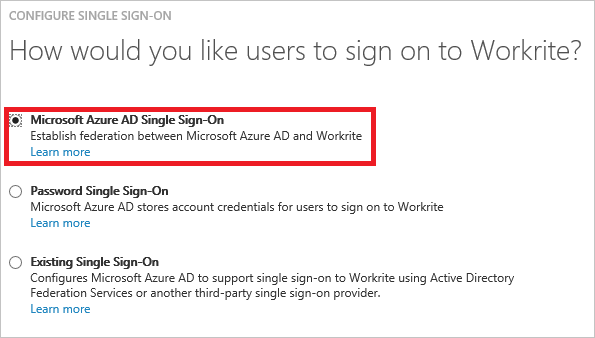 CONFIGURE SINGLE SIGN-ON
How would you like users to sign on to Workrite?
Microsoft Azure AD Single Sign-On
Establish federation between Microsoft Azure AD and Workrite
Learn more
Password Single Sign-On
Microsoft Azure AD stores account credentials for users to sign on to Workrite
Learn more
Existing Single Sign-On
Configures Microsoft Azure AD to support single sign-on to Workrite using Active Directory
Federation Services or another third-party single sign-on provider.
Learn more